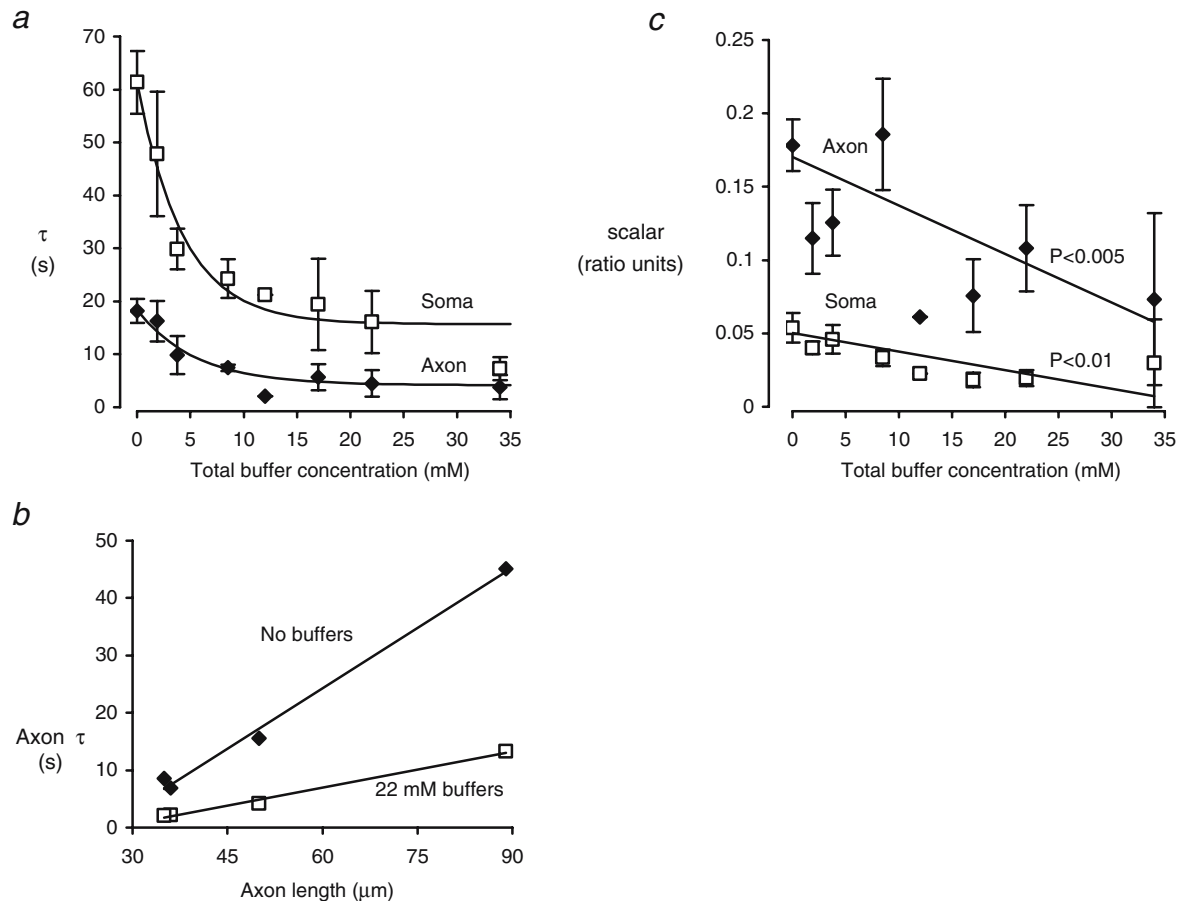 a
70
60
50
40
30
20
10
0
τ
(s)
Soma
Axon
0 5 10 15 20 25 30 35
Total buffer concentration (mM)
c
0.25
0.2
0.15
0.1
0.05
0
scalar
(ratio units)
Axon
P<0.005
Soma
P<0.01
0 5 10 15 20 25 30 35
Total buffer concentration (mM)
b
50
40
30
20
10
0
Axon τ
(s)
No buffers
22 mM buffers
30 45 60 75 90
Axon length (μm)